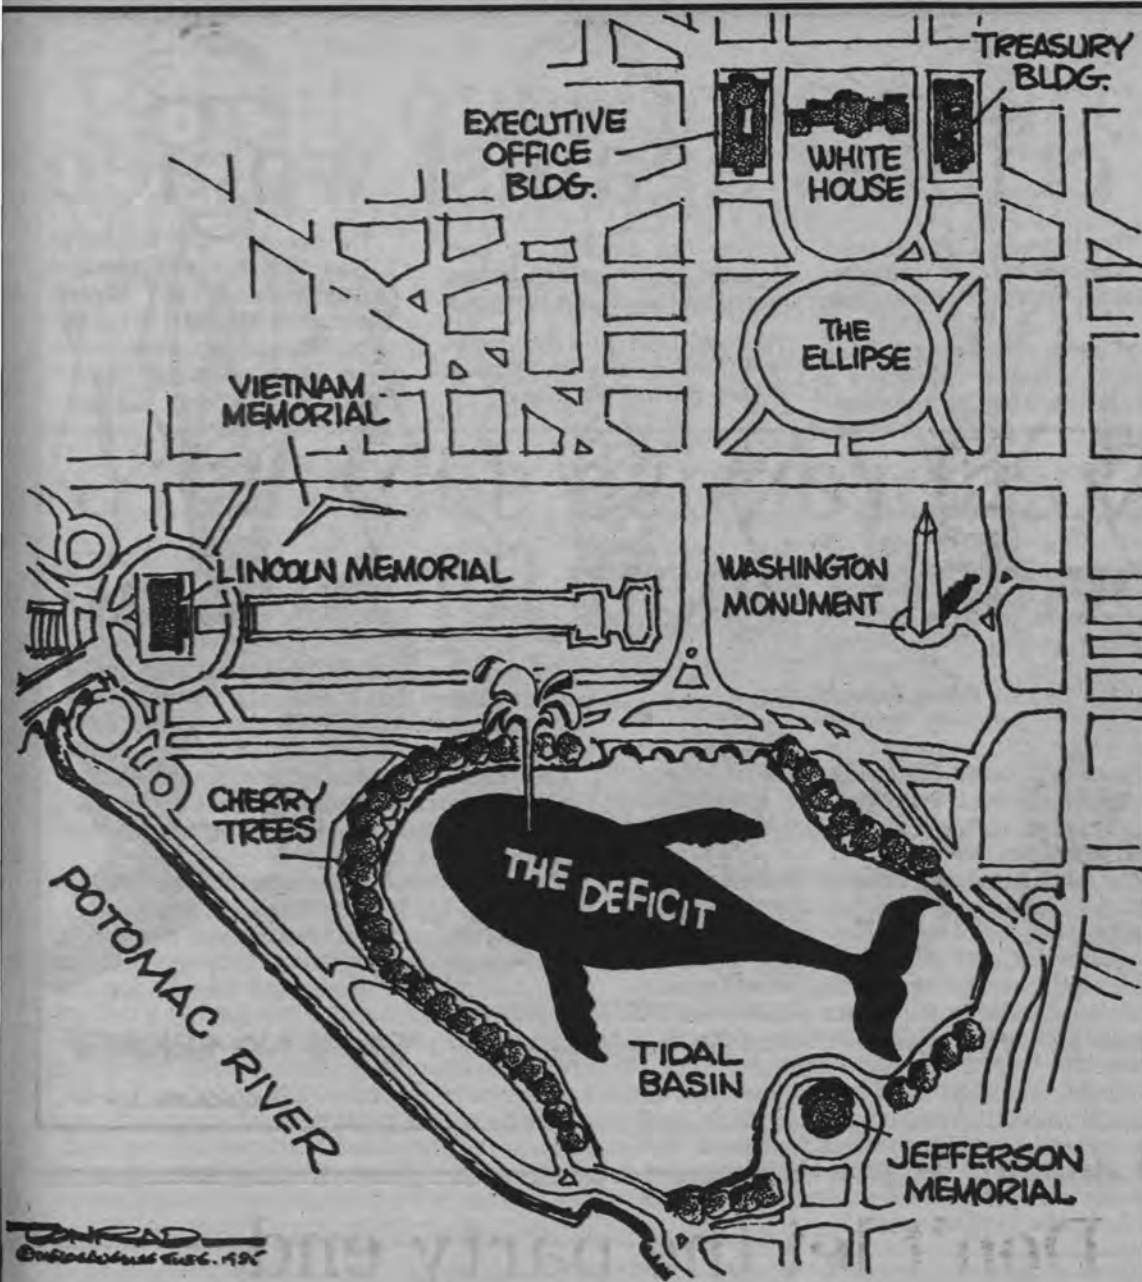 TREASURY
BLDG.
EXECUTIVE
OFFICE
BLDG.
WHITE
HOUSE
THE
ELLIPSE
VIETNAM
MEMORIAL
LINCOLN MEMORIAL
WASHINGTON
MONUMENT
CHERRY
TREES
THE DEFICIT
POTOMAC RIVER
TIDAL
BASIN
JEFFERSON
MEMORIAL
CONRAD